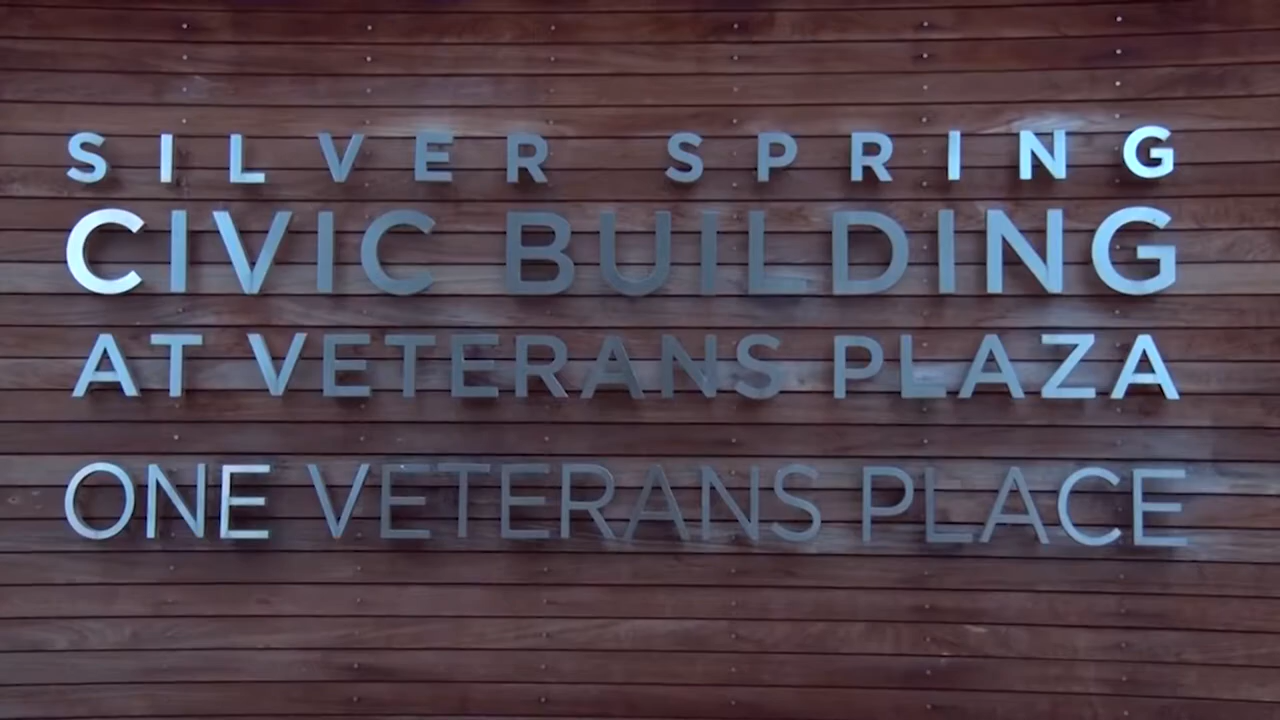 SILVER SPRING
CIVIC BUILDING
AT VETERANS PLAZA
ONE VETERANS PLACE